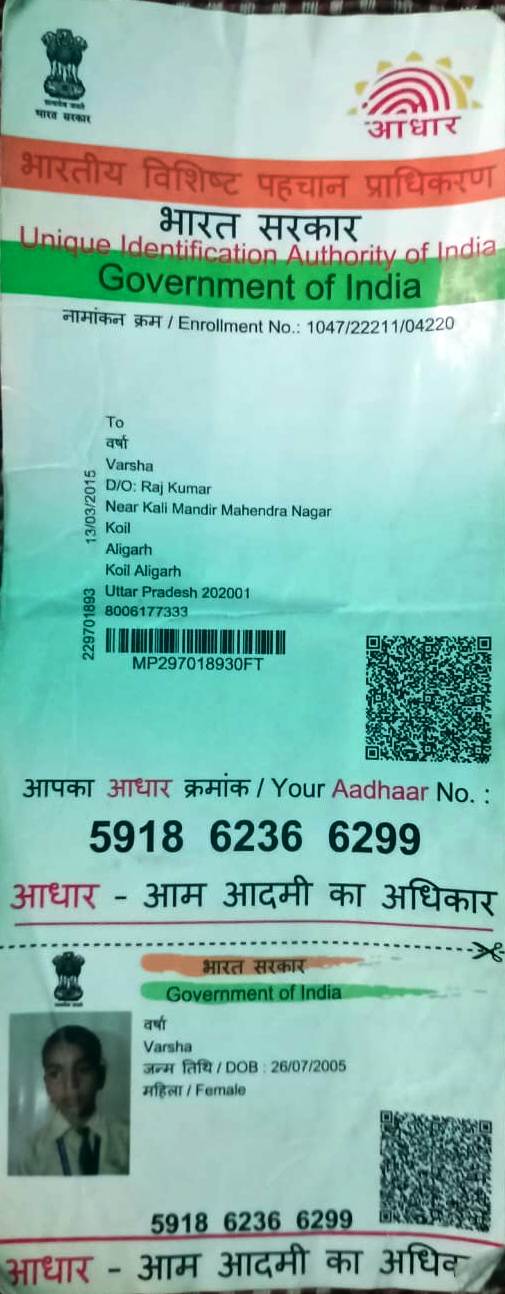 भारत सरकार
आधार
भारतीय विशिष्ट पहचान प्राधिकरण
भारत सरकार
Unique Identification Authority of India
Government of India
नामांकन क्रम / Enrollment No.: 1047/22211/04220
To
वर्षा
Varsha
D/O: Raj Kumar
Near Kali Mandir Mahendra Nagar
Koil
Aligarh
Koil Aligarh
Uttar Pradesh 202001
8006177333
13/03/2015
229701893
MP297018930FT
आपका आधार क्रमांक / Your Aadhaar No. :
5918 6236 6299
आधार - आम आदमी का अधिकार
भारत सरकार
Government of India
वर्षा
Varsha
जन्म तिथि / DOB : 26/07/2005
महिला / Female
5918 6236 6299
आधार - आम आदमी का